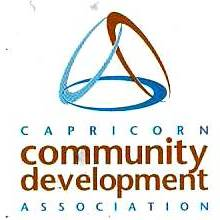 CAPRICORN
community
development
ASSOCIATION